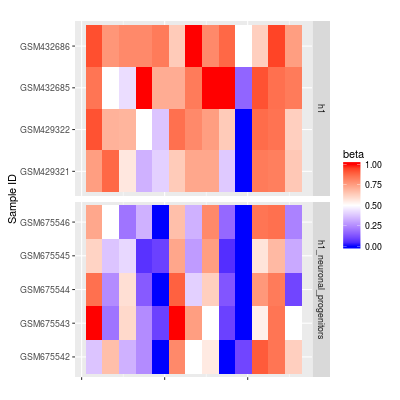 GSM432686
GSM432685
GSM429322
GSM429321
h1
GSM675546
GSM675545
GSM675544
GSM675543
GSM675542
h1_neuronal_progenitors
Sample ID
beta
1.00
0.75
0.50
0.25
0.00